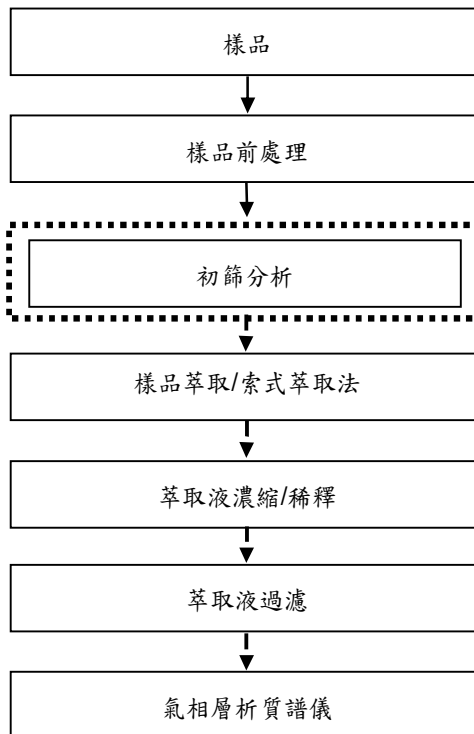 樣品
樣品前處理
初篩分析
樣品萃取/索式萃取法
萃取液濃縮/稀釋
萃取液過濾
氣相層析質譜儀